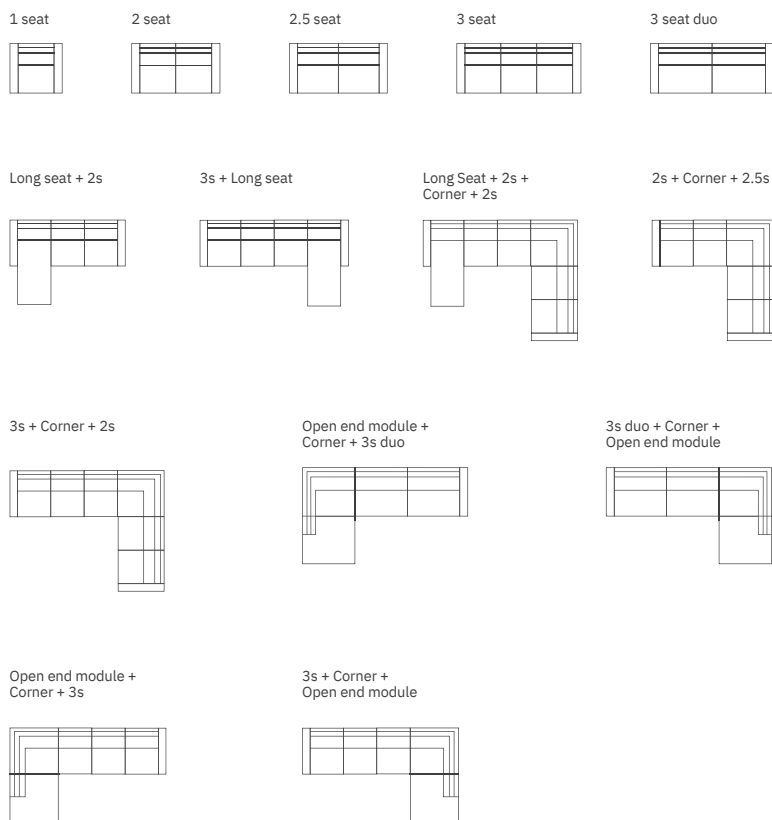 1 seat
2 seat
2.5 seat
3 seat
3 seat duo
Long seat + 2s
3s + Long seat
Long Seat + 2s +
Corner + 2s
2s + Corner + 2.5s
3s + Corner + 2s
Open end module +
Corner + 3s duo
3s duo + Corner +
Open end module
Open end module +
Corner + 3s
3s + Corner +
Open end module